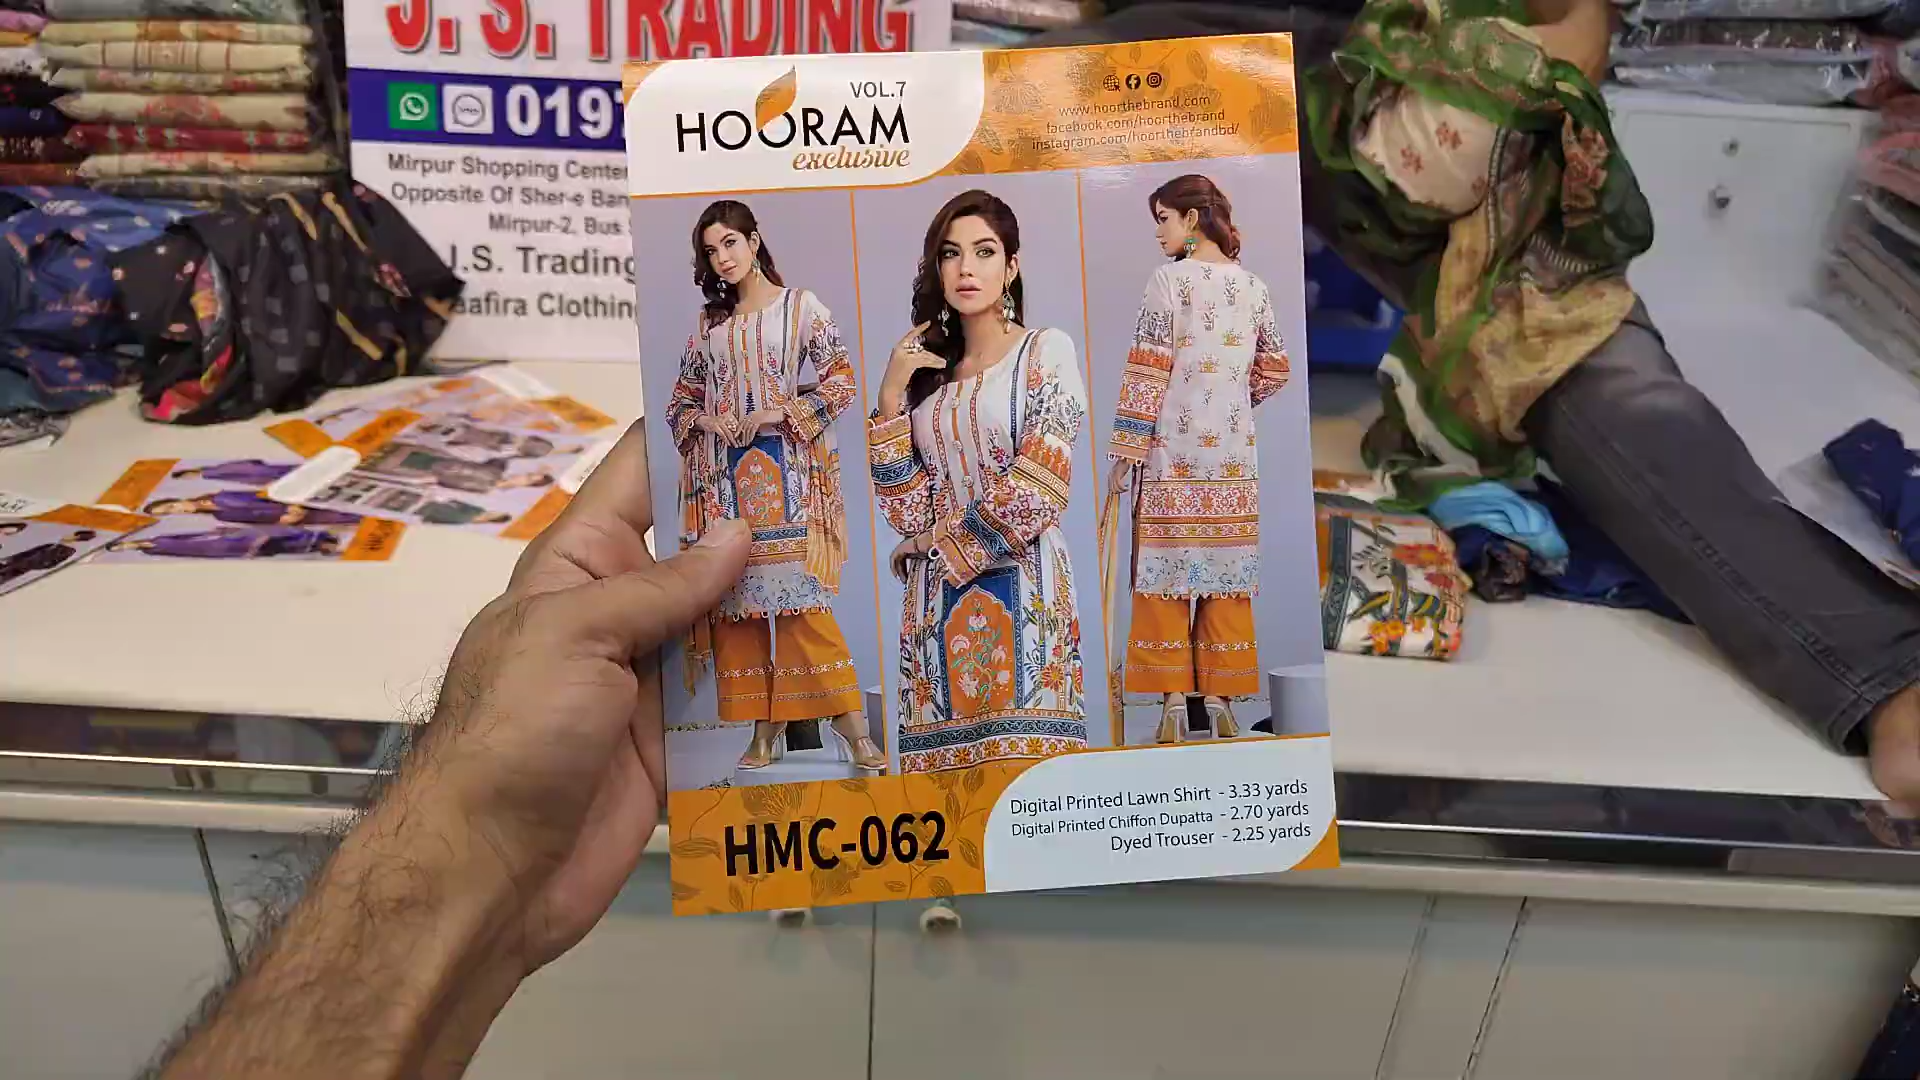 J. S. TRADING
0197
Mirpur Shopping Center
Opposite Of Sher-e Ban
Mirpur-2, Bus
J.S. Trading
aafira Clothin
VOL.7
HOORAM
exclusive
www.hoorthebrand.com
facebook.com/hoorthebrand
instagram.com/hoorthebrandbd/
HMC-062
Digital Printed Lawn Shirt - 3.33 yards
Digital Printed Chiffon Dupatta - 2.70 yards
Dyed Trouser - 2.25 yards